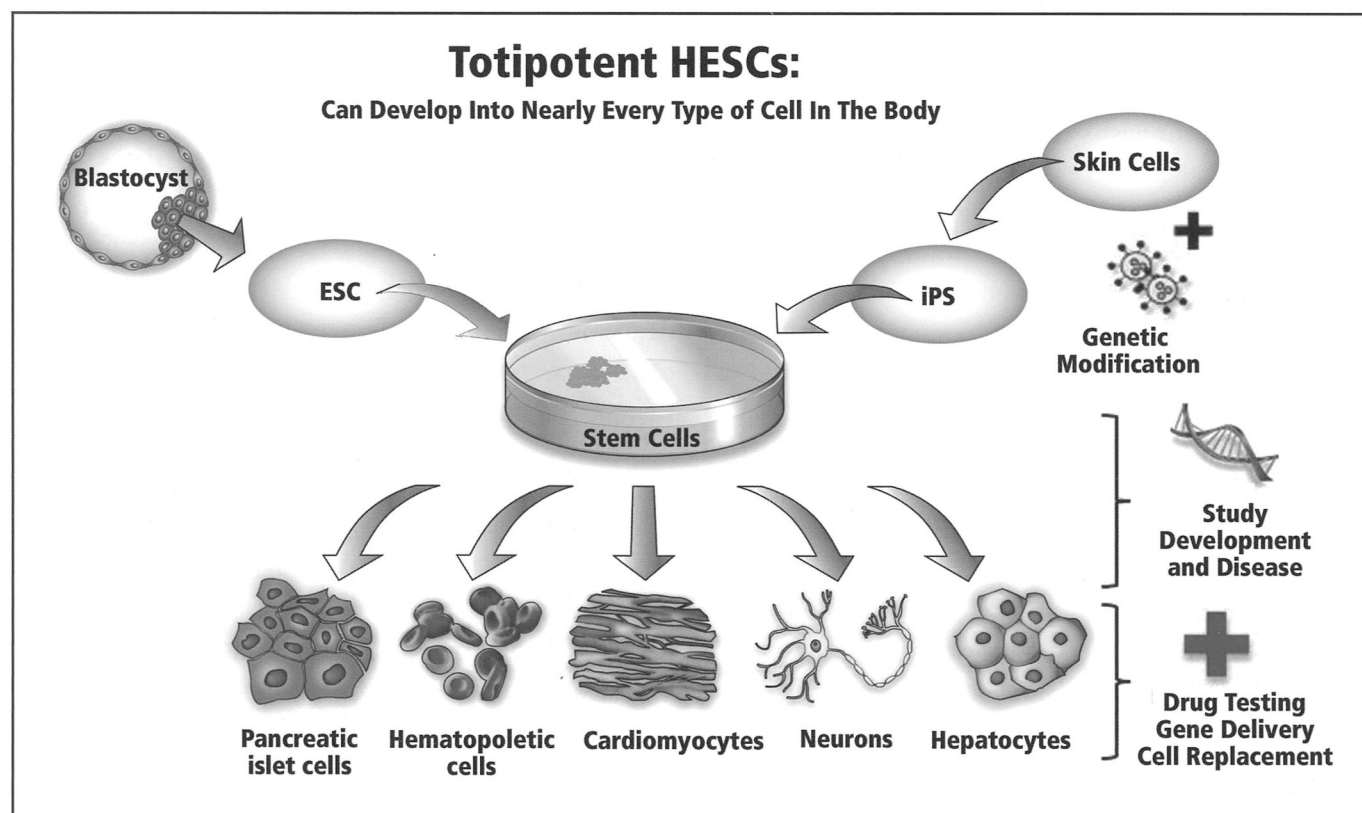 Totipotent HESCs:
Can Develop Into Nearly Every Type of Cell In The Body
Blastocyst
Skin Cells
ESC
iPS
Genetic
Modification
Stem Cells
Study
Development
and Disease
Pancreatic
islet cells
Hematopoletic
cells
Cardiomyocytes
Neurons
Hepatocytes
Drug Testing
Gene Delivery
Cell Replacement